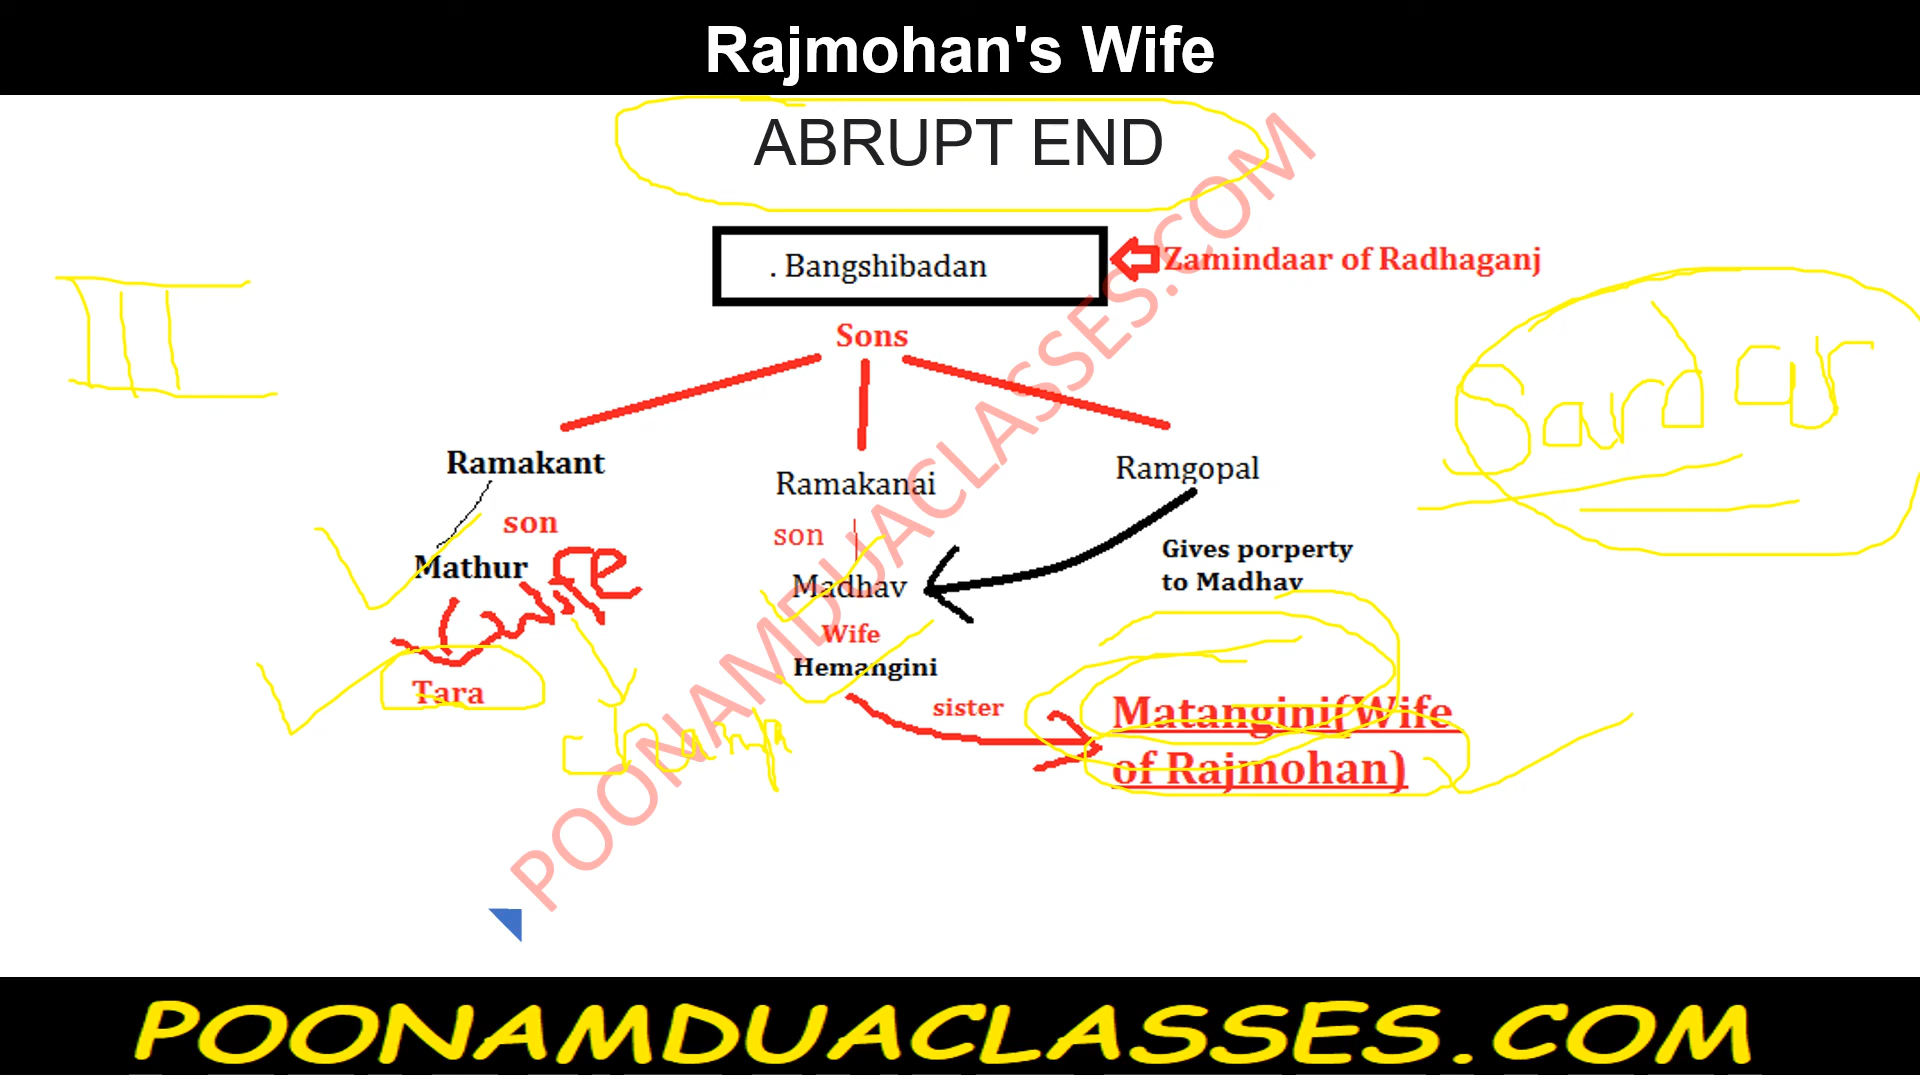 Rajmohan's Wife
ABRUPT END
. Bangshibadan
Zamindaar of Radhaganj
Sons
III
Sardar
Ramakant
Ramakanai
Ramgopal
son
son
Mathur
wife
Madhav
Gives porperty
to Madhav
Wife
Hemangini
Tara
sister
Matangini(Wife
of Rajmohan)
POONAMDUACLASSES.COM
POONAMDUACLASSES.COM